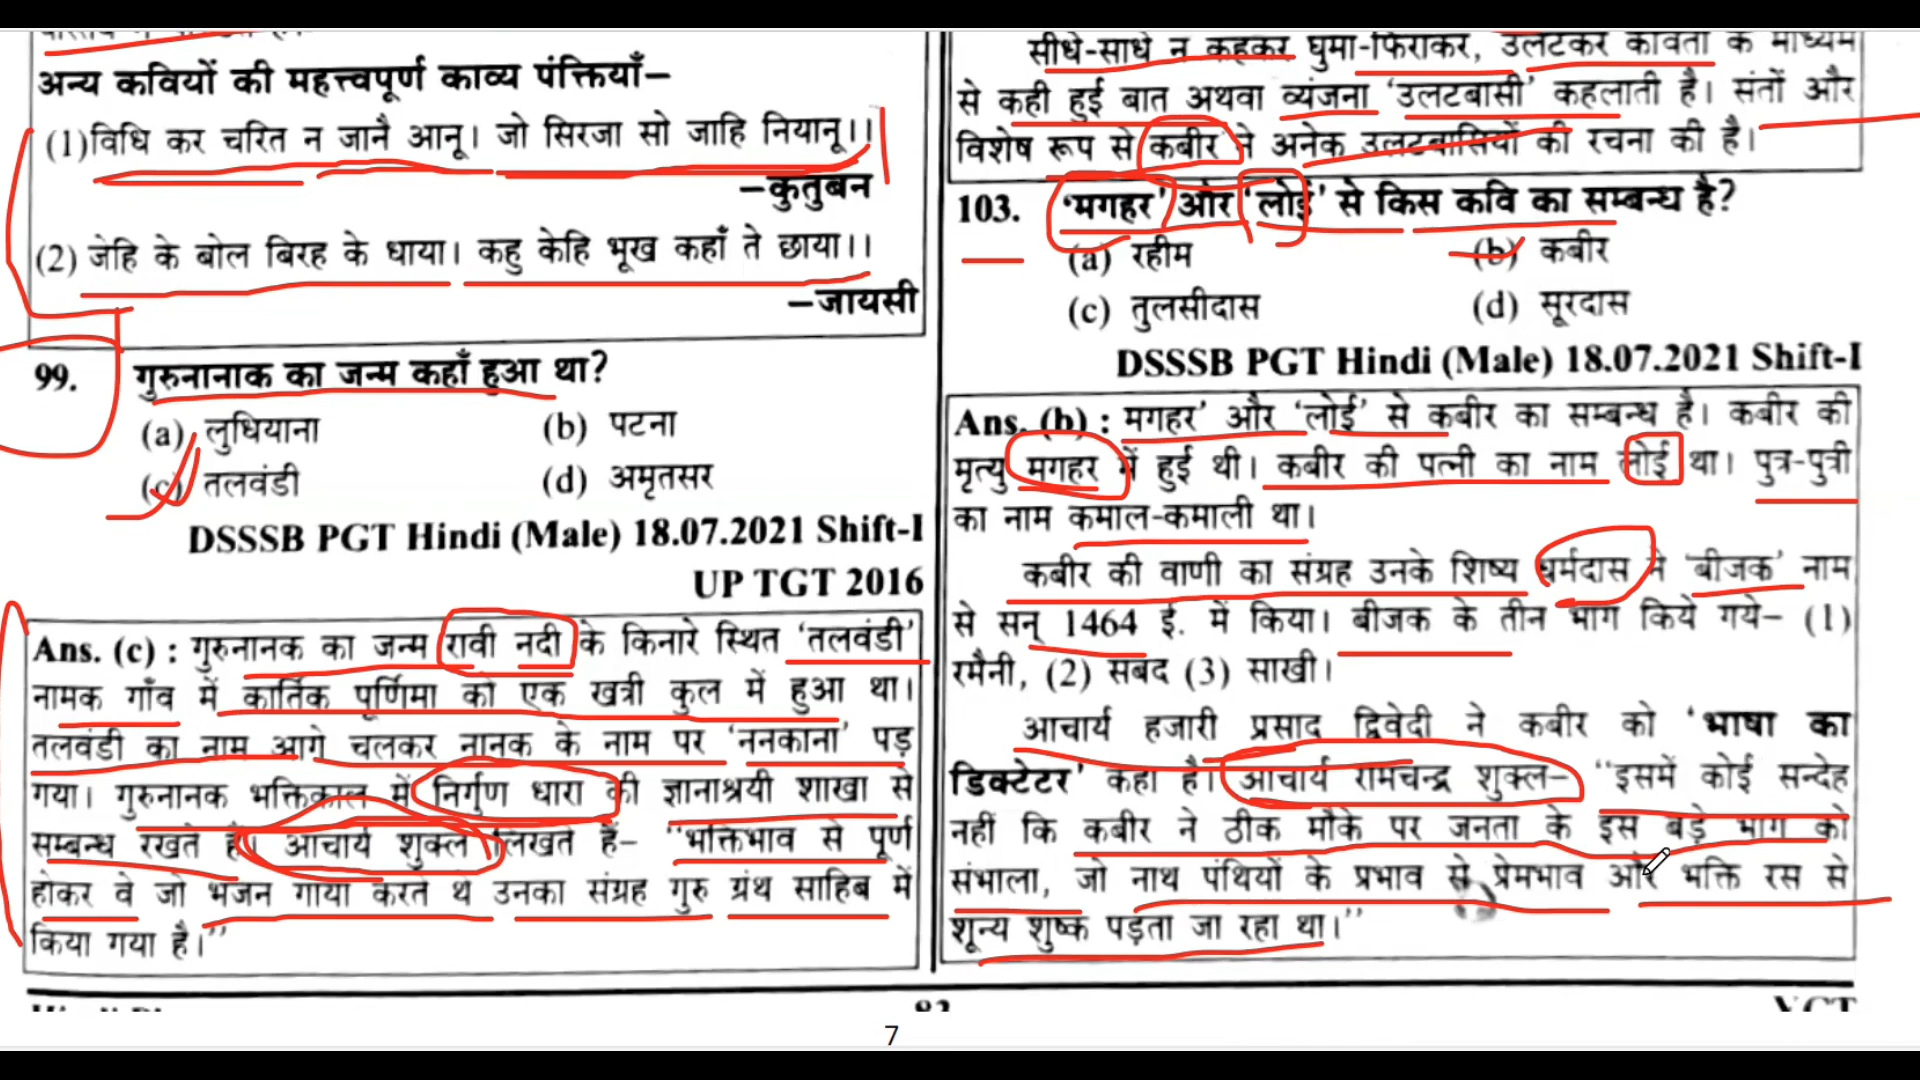 अन्य कवियों की महत्त्वपूर्ण काव्य पंक्तियाँ–
(1)विधि कर चरित न जानै आनू। जो सिरजा सो जाहि नियानू।।
–कुतुबन
(2) जेहि के बोल बिरह के धाया। कहु केहि भूख कहाँ ते छाया।।
–जायसी
99. गुरुनानाक का जन्म कहाँ हुआ था?
(a) लुधियाना (b) पटना
(c) तलवंडी (d) अमृतसर
DSSSB PGT Hindi (Male) 18.07.2021 Shift-I
UP TGT 2016
Ans. (c) : गुरुनानक का जन्म रावी नदी के किनारे स्थित ‘तलवंडी’
नामक गाँव में कार्तिक पूर्णिमा को एक खत्री कुल में हुआ था।
तलवंडी का नाम आगे चलकर नानक के नाम पर ‘ननकाना’ पड़
गया। गुरुनानक भक्तिकाल में निर्गुण धारा की ज्ञानाश्रयी शाखा से
सम्बन्ध रखते हैं। आचार्य शुक्ल लिखते हैं– ‘‘भक्तिभाव से पूर्ण
होकर वे जो भजन गाया करते थे उनका संग्रह गुरु ग्रंथ साहिब में
किया गया है।’’
सीधे-साधे न कहकर घुमा-फिराकर, उलटकर कविता के माध्यम
से कही हुई बात अथवा व्यंजना ‘उलटबासी’ कहलाती है। संतों और
विशेष रूप से कबीर ने अनेक उलटबासियों की रचना की है।
103. ‘मगहर’ और ‘लोई’ से किस कवि का सम्बन्ध है?
(a) रहीम (b) कबीर
(c) तुलसीदास (d) सूरदास
DSSSB PGT Hindi (Male) 18.07.2021 Shift-I
Ans. (b) : मगहर’ और ‘लोई’ से कबीर का सम्बन्ध है। कबीर की
मृत्यु मगहर में हुई थी। कबीर की पत्नी का नाम लोई था। पुत्र-पुत्री
का नाम कमाल-कमाली था।
कबीर की वाणी का संग्रह उनके शिष्य धर्मदास ने ‘बीजक’ नाम
से सन् 1464 ई. में किया। बीजक के तीन भाग किये गये– (1)
रमैनी, (2) सबद (3) साखी।
आचार्य हजारी प्रसाद द्विवेदी ने कबीर को ‘भाषा का
डिक्टेटर’ कहा है। आचार्य रामचन्द्र शुक्ल– ‘‘इसमें कोई सन्देह
नहीं कि कबीर ने ठीक मौके पर जनता के इस बड़े भाग को
संभाला, जो नाथ पंथियों के प्रभाव से प्रेमभाव और भक्ति रस से
शून्य शुष्क पड़ता जा रहा था।’’
7